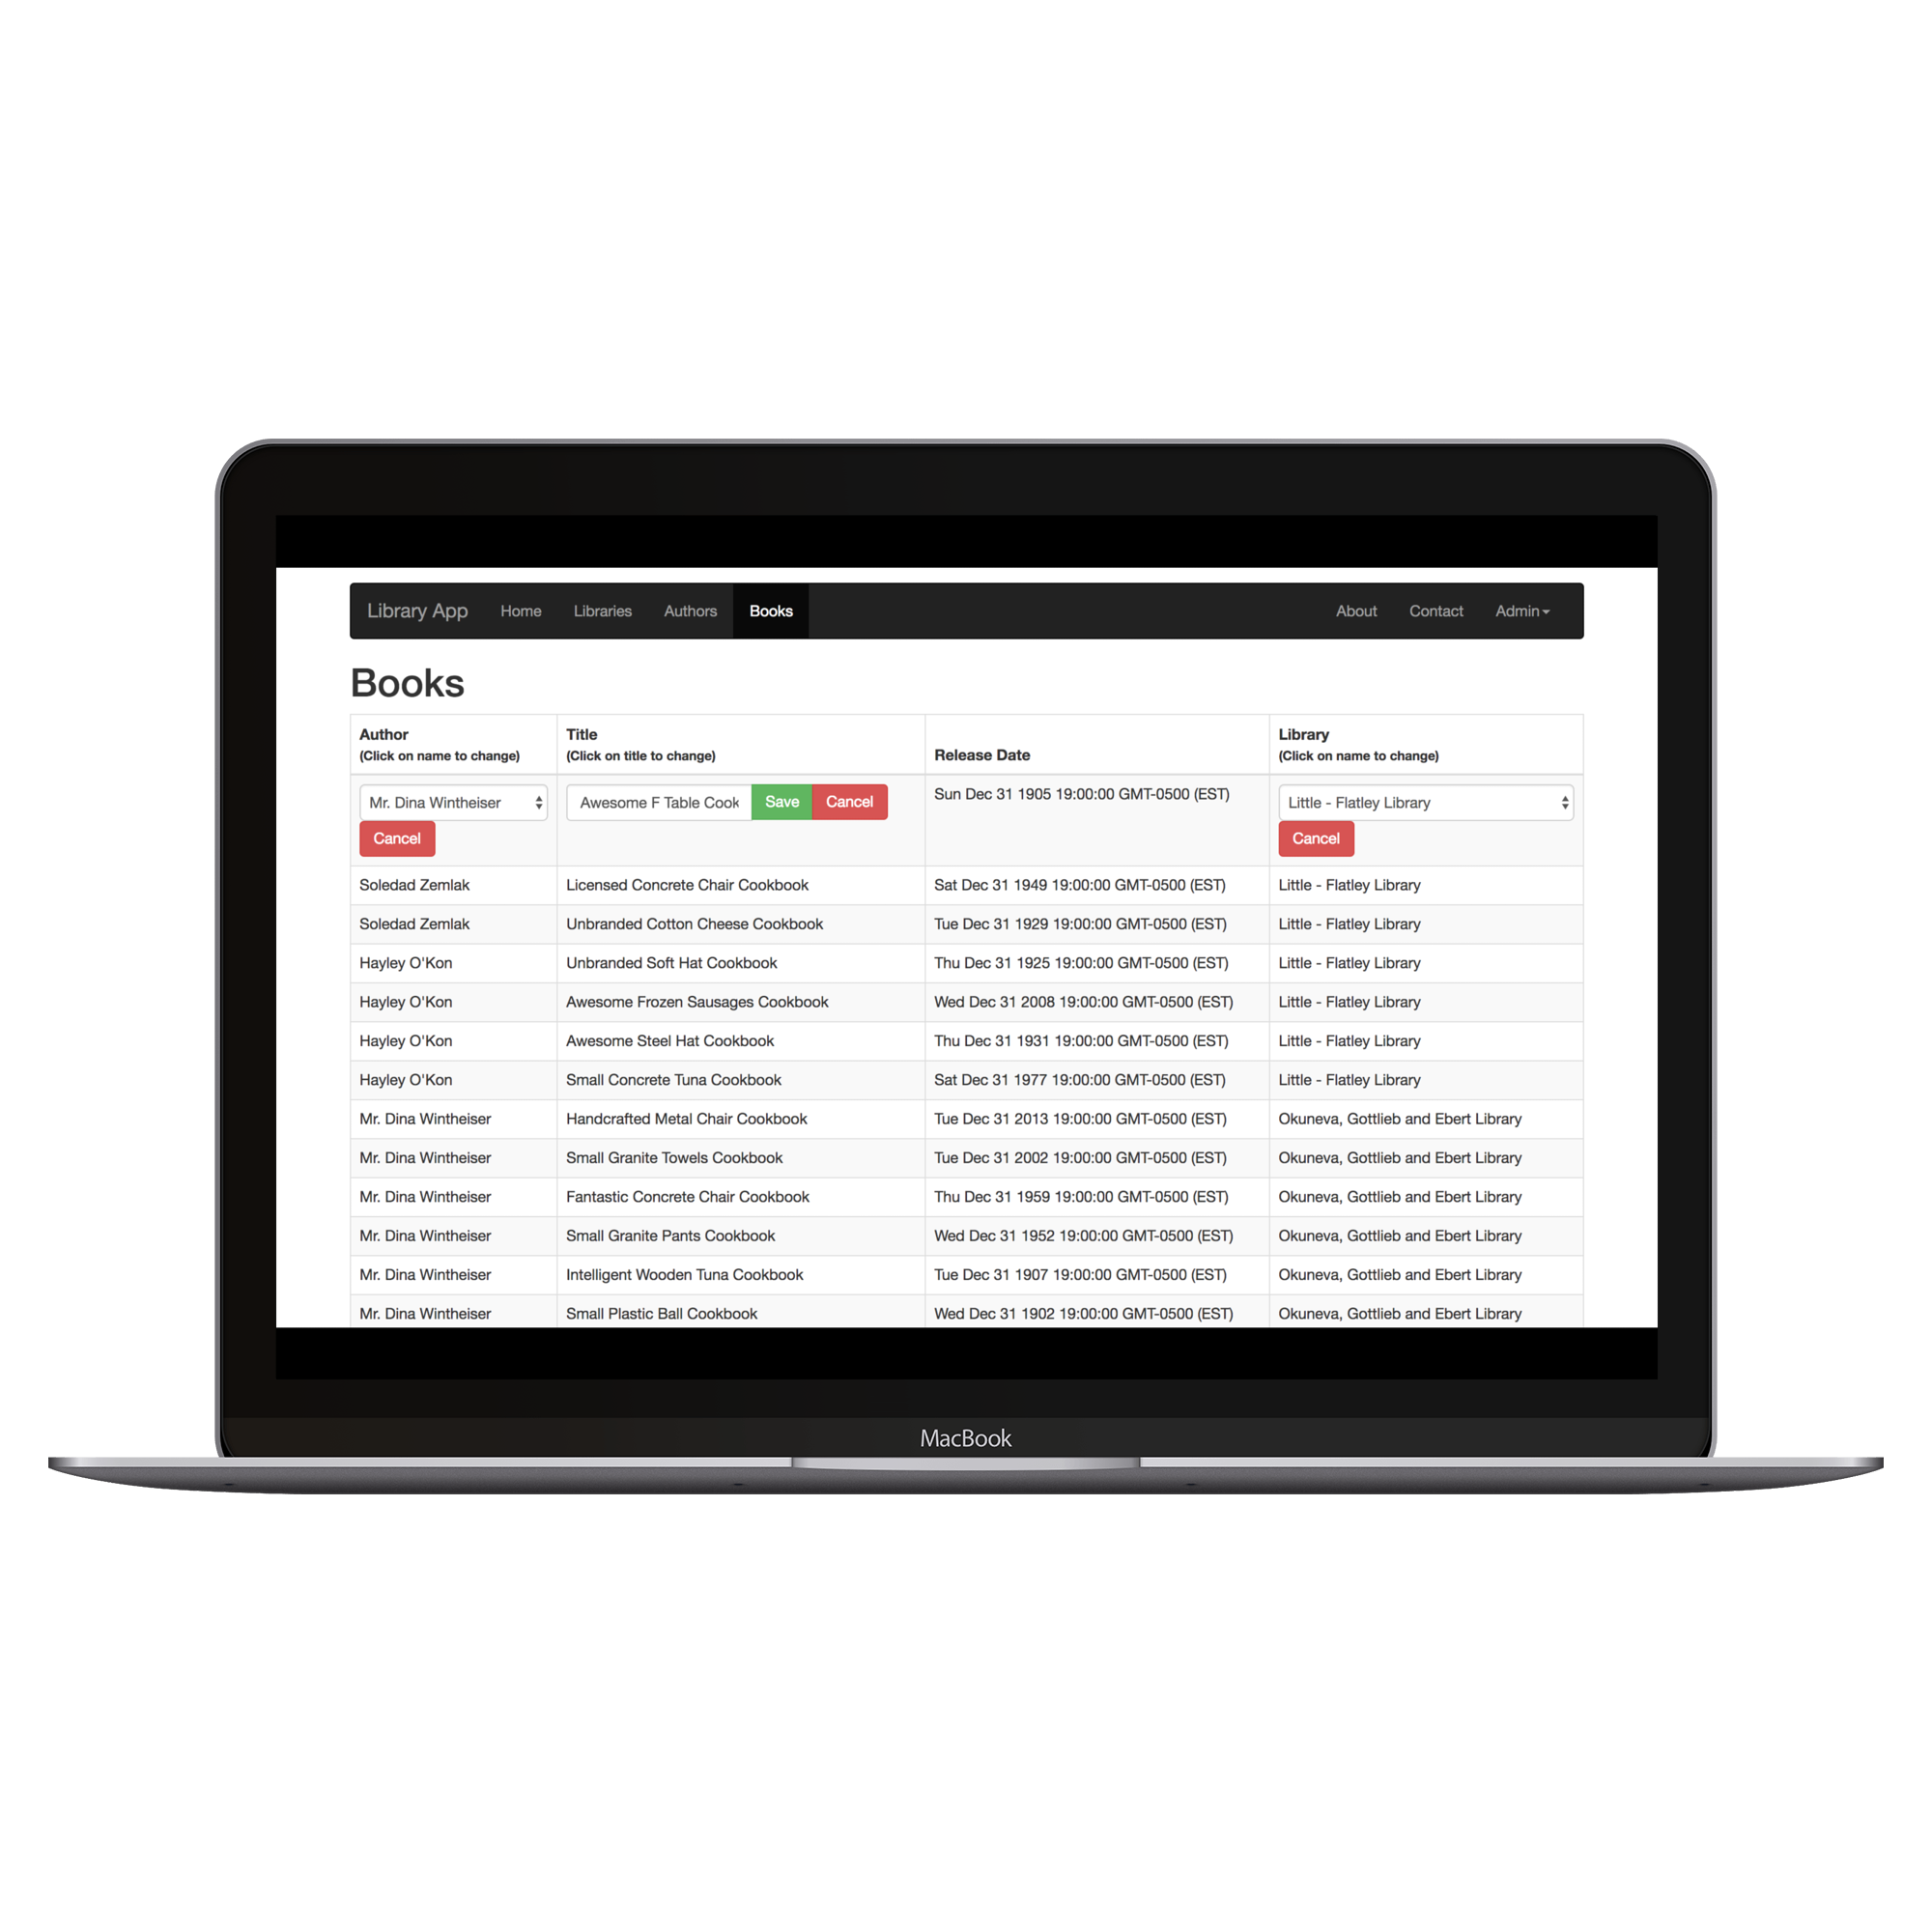 Library App Home Libraries Authors Books About Contact Admin
Books
Author Title Library
(Click on name to change) (Click on title to change) Release Date (Click on name to change)
Mr. Dina Wintheiser Awesome F Table Cook Save Cancel Sun Dec 31 1905 19:00:00 GMT-0500 (EST) Little - Flatley Library
Cancel Cancel
Soledad Zemlak Licensed Concrete Chair Cookbook Sat Dec 31 1949 19:00:00 GMT-0500 (EST) Little - Flatley Library
Soledad Zemlak Unbranded Cotton Cheese Cookbook Tue Dec 31 1929 19:00:00 GMT-0500 (EST) Little - Flatley Library
Hayley O'Kon Unbranded Soft Hat Cookbook Thu Dec 31 1925 19:00:00 GMT-0500 (EST) Little - Flatley Library
Hayley O'Kon Awesome Frozen Sausages Cookbook Wed Dec 31 2008 19:00:00 GMT-0500 (EST) Little - Flatley Library
Hayley O'Kon Awesome Steel Hat Cookbook Thu Dec 31 1931 19:00:00 GMT-0500 (EST) Little - Flatley Library
Hayley O'Kon Small Concrete Tuna Cookbook Sat Dec 31 1977 19:00:00 GMT-0500 (EST) Little - Flatley Library
Mr. Dina Wintheiser Handcrafted Metal Chair Cookbook Tue Dec 31 2013 19:00:00 GMT-0500 (EST) Okuneva, Gottlieb and Ebert Library
Mr. Dina Wintheiser Small Granite Towels Cookbook Tue Dec 31 2002 19:00:00 GMT-0500 (EST) Okuneva, Gottlieb and Ebert Library
Mr. Dina Wintheiser Fantastic Concrete Chair Cookbook Thu Dec 31 1959 19:00:00 GMT-0500 (EST) Okuneva, Gottlieb and Ebert Library
Mr. Dina Wintheiser Small Granite Pants Cookbook Wed Dec 31 1952 19:00:00 GMT-0500 (EST) Okuneva, Gottlieb and Ebert Library
Mr. Dina Wintheiser Intelligent Wooden Tuna Cookbook Tue Dec 31 1907 19:00:00 GMT-0500 (EST) Okuneva, Gottlieb and Ebert Library
Mr. Dina Wintheiser Small Plastic Ball Cookbook Wed Dec 31 1902 19:00:00 GMT-0500 (EST) Okuneva, Gottlieb and Ebert Library
MacBook